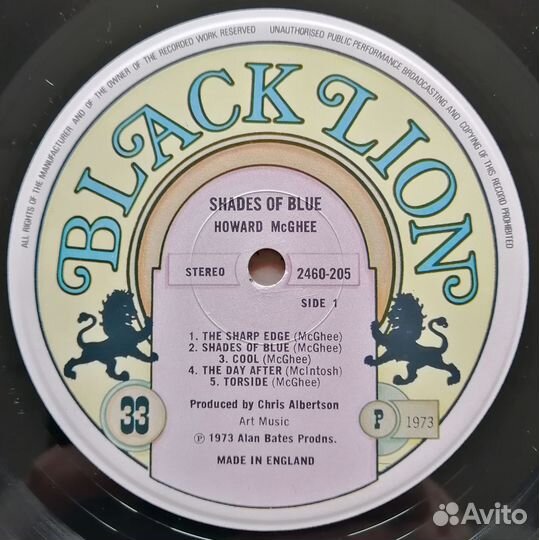 ALL RIGHTS OF THE MANUFACTURER AND OF THE OWNER OF THE RECORDED WORK RESERVED
UNAUTHORISED PUBLIC PERFORMANCE BROADCASTING AND COPYING OF THIS RECORD PROHIBITED
BLACK LION
SHADES OF BLUE
HOWARD McGHEE
STEREO
2460-205
SIDE 1
1. THE SHARP EDGE (McGhee)
2. SHADES OF BLUE (McGhee)
3. COOL (McGhee)
4. THE DAY AFTER (McIntosh)
5. TORSIDE (McGhee)
Produced by Chris Albertson
Art Music
℗ 1973 Alan Bates Prodns.
MADE IN ENGLAND
33
P 1973
Avito